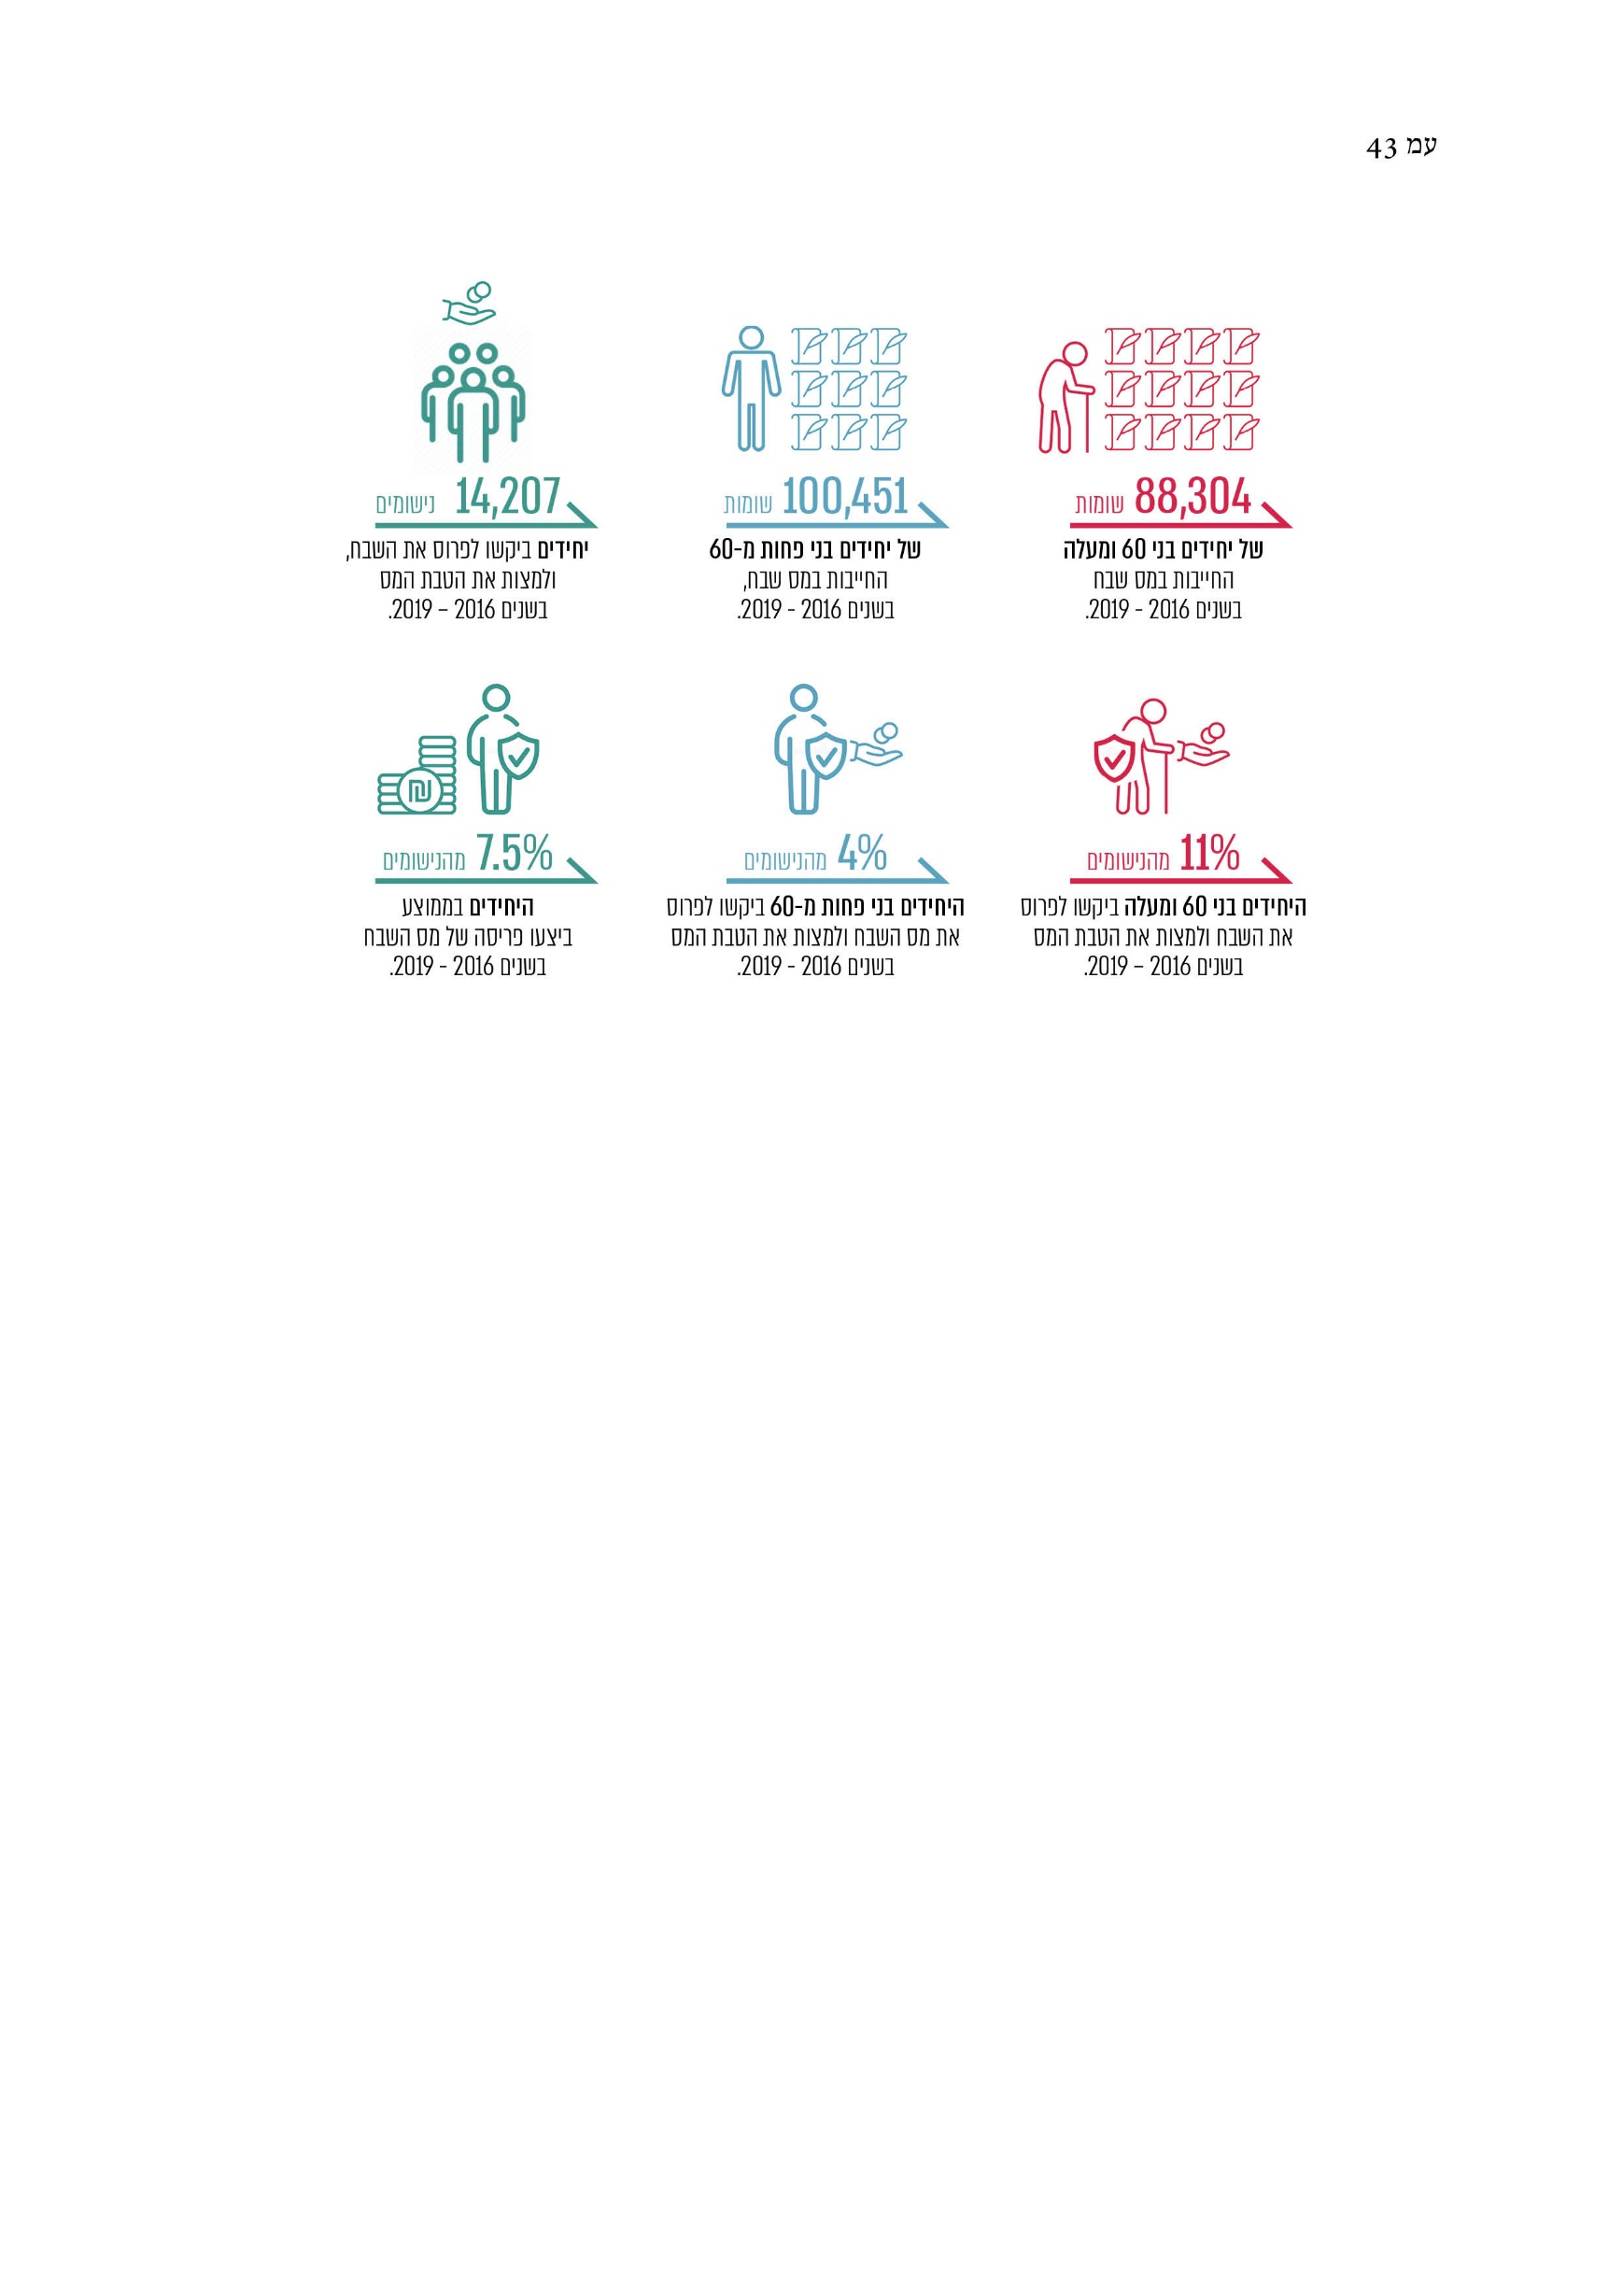 עמ 43
88,304 שומות
של יחידים בני 60 ומעלה
החייבות במס שבח
בשנים 2016 - 2019.
100,451 שומות
של יחידים בני פחות מ-60
החייבות במס שבח,
בשנים 2016 - 2019.
14,207 נישומים
יחידים ביקשו לפרוס את השבח,
ולמצות את הטבת המס
בשנים 2016 – 2019.
11% מהנישומים
היחידים בני 60 ומעלה ביקשו לפרוס
את השבח ולמצות את הטבת המס
בשנים 2016 – 2019.
4% מהנישומים
היחידים בני פחות מ-60 ביקשו לפרוס
את מס השבח ולמצות את הטבת המס
בשנים 2016 - 2019.
7.5% מהנישומים
היחידים בממוצע
ביצעו פריסה של מס השבח
בשנים 2016 - 2019.